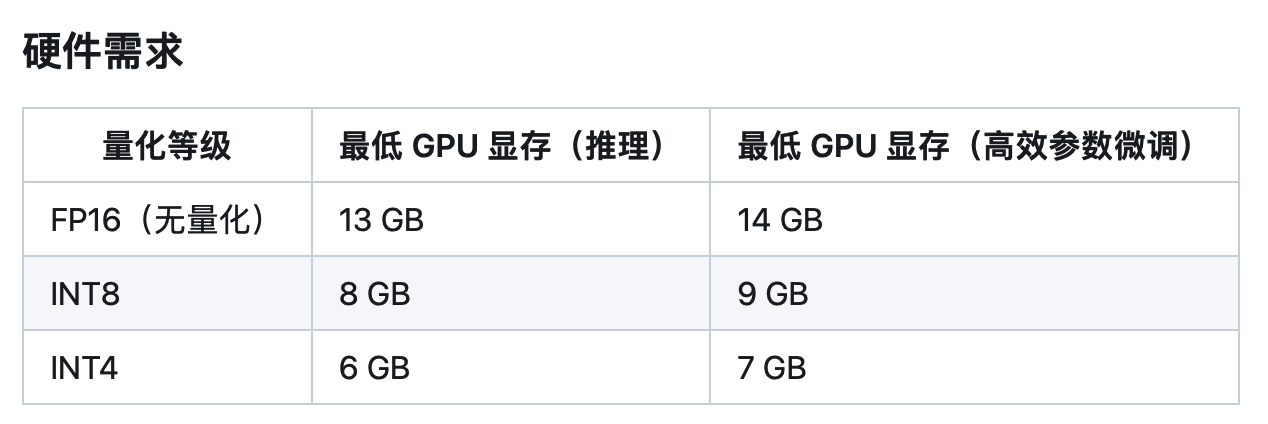 硬件需求
量化等级 最低 GPU 显存（推理） 最低 GPU 显存（高效参数微调）
FP16（无量化） 13 GB 14 GB
INT8 8 GB 9 GB
INT4 6 GB 7 GB